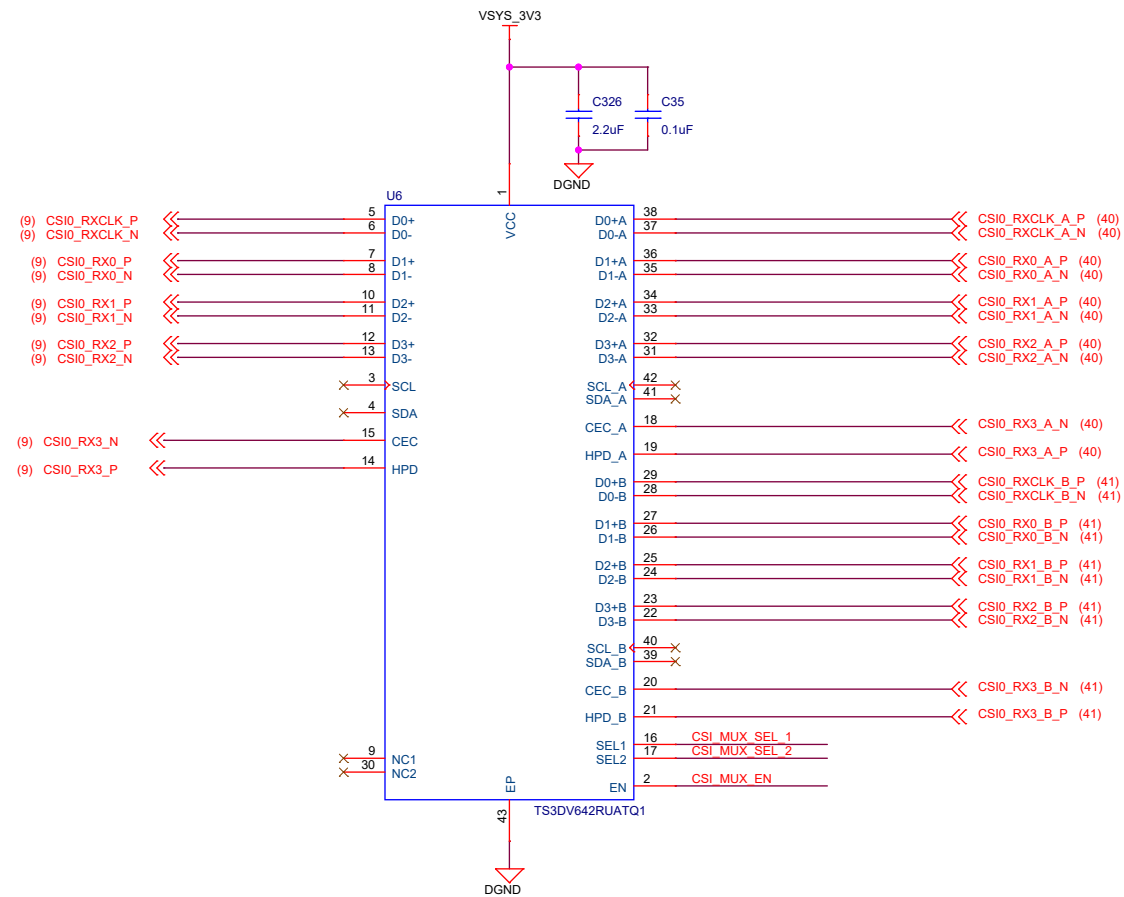 VSYS_3V3
C326
C35
2.2uF
0.1uF
DGND
U6
1
VCC
(9) CSI0_RXCLK_P 5 D0+
(9) CSI0_RXCLK_N 6 D0-
(9) CSI0_RX0_P 7 D1+
(9) CSI0_RX0_N 8 D1-
(9) CSI0_RX1_P 10 D2+
(9) CSI0_RX1_N 11 D2-
(9) CSI0_RX2_P 12 D3+
(9) CSI0_RX2_N 13 D3-
3 SCL
4 SDA
(9) CSI0_RX3_N 15 CEC
(9) CSI0_RX3_P 14 HPD
9 NC1
30 NC2
D0+A 38 CSI0_RXCLK_A_P (40)
D0-A 37 CSI0_RXCLK_A_N (40)
D1+A 36 CSI0_RX0_A_P (40)
D1-A 35 CSI0_RX0_A_N (40)
D2+A 34 CSI0_RX1_A_P (40)
D2-A 33 CSI0_RX1_A_N (40)
D3+A 32 CSI0_RX2_A_P (40)
D3-A 31 CSI0_RX2_A_N (40)
SCL_A 42
SDA_A 41
CEC_A 18 CSI0_RX3_A_N (40)
HPD_A 19 CSI0_RX3_A_P (40)
D0+B 29 CSI0_RXCLK_B_P (41)
D0-B 28 CSI0_RXCLK_B_N (41)
D1+B 27 CSI0_RX0_B_P (41)
D1-B 26 CSI0_RX0_B_N (41)
D2+B 25 CSI0_RX1_B_P (41)
D2-B 24 CSI0_RX1_B_N (41)
D3+B 23 CSI0_RX2_B_P (41)
D3-B 22 CSI0_RX2_B_N (41)
SCL_B 40
SDA_B 39
CEC_B 20 CSI0_RX3_B_N (41)
HPD_B 21 CSI0_RX3_B_P (41)
SEL1 16 CSI_MUX_SEL_1
SEL2 17 CSI_MUX_SEL_2
EN 2 CSI_MUX_EN
EP
43
TS3DV642RUATQ1
DGND